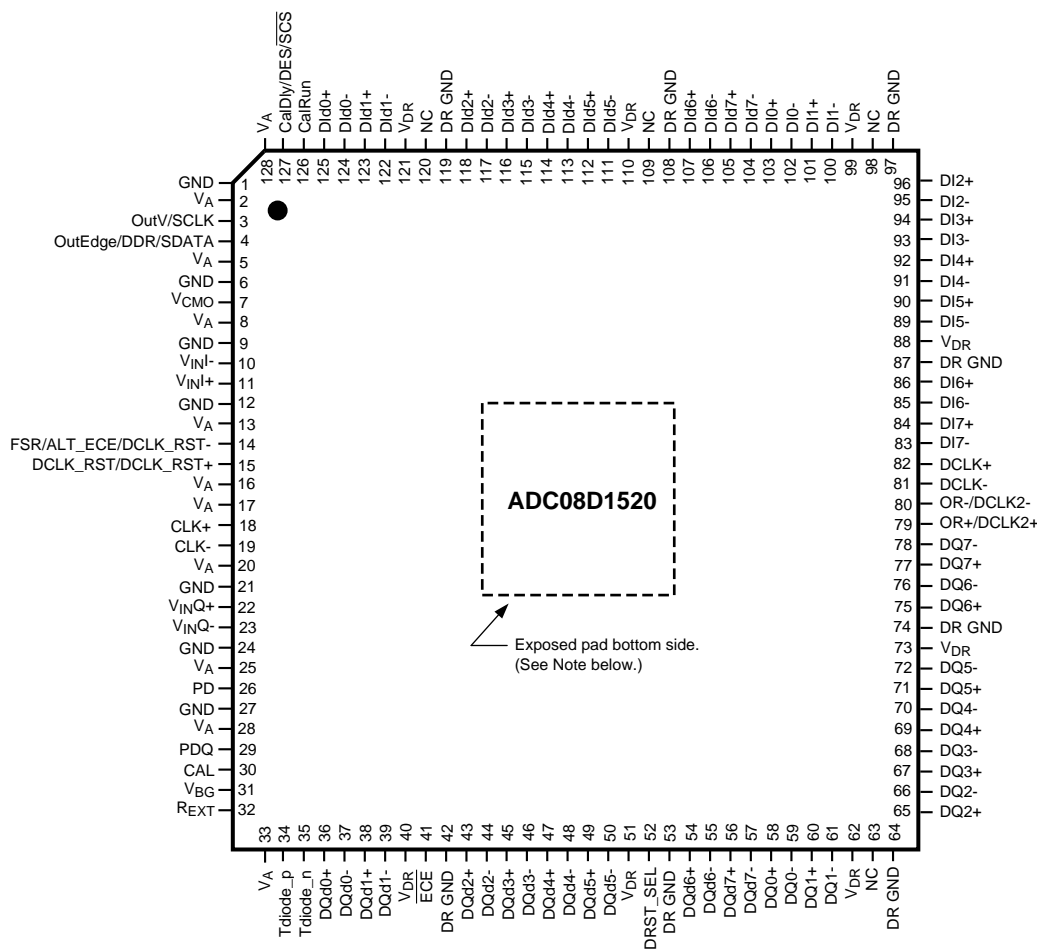 VA
CalDly/DES/SCS
CalRun
DId0+
DId0-
DId1+
DId1-
VDR
NC
DR GND
DId2+
DId2-
DId3+
DId3-
DId4+
DId4-
DId5+
DId5-
VDR
NC
DR GND
DId6+
DId6-
DId7+
DId7-
DI0+
DI0-
DI1+
DI1-
VDR
NC
DR GND
128
127
126
125
124
123
122
121
120
119
118
117
116
115
114
113
112
111
110
109
108
107
106
105
104
103
102
101
100
99
98
97
GND 1
VA 2
OutV/SCLK 3
OutEdge/DDR/SDATA 4
VA 5
GND 6
VCMO 7
VA 8
GND 9
VINI- 10
VINI+ 11
GND 12
VA 13
FSR/ALT_ECE/DCLK_RST- 14
DCLK_RST/DCLK_RST+ 15
VA 16
VA 17
CLK+ 18
CLK- 19
VA 20
GND 21
VINQ+ 22
VINQ- 23
GND 24
VA 25
PD 26
GND 27
VA 28
PDQ 29
CAL 30
VBG 31
REXT 32
ADC08D1520
Exposed pad bottom side.
(See Note below.)
96 DI2+
95 DI2-
94 DI3+
93 DI3-
92 DI4+
91 DI4-
90 DI5+
89 DI5-
88 VDR
87 DR GND
86 DI6+
85 DI6-
84 DI7+
83 DI7-
82 DCLK+
81 DCLK-
80 OR-/DCLK2-
79 OR+/DCLK2+
78 DQ7-
77 DQ7+
76 DQ6-
75 DQ6+
74 DR GND
73 VDR
72 DQ5-
71 DQ5+
70 DQ4-
69 DQ4+
68 DQ3-
67 DQ3+
66 DQ2-
65 DQ2+
33
34
35
36
37
38
39
40
41
42
43
44
45
46
47
48
49
50
51
52
53
54
55
56
57
58
59
60
61
62
63
64
VA
Tdiode_p
Tdiode_n
DQd0+
DQd0-
DQd1+
DQd1-
VDR
ECE
DR GND
DQd2+
DQd2-
DQd3+
DQd3-
DQd4+
DQd4-
DQd5+
DQd5-
VDR
DRST_SEL
DR GND
DQd6+
DQd6-
DQd7+
DQd7-
DQ0+
DQ0-
DQ1+
DQ1-
VDR
NC
DR GND